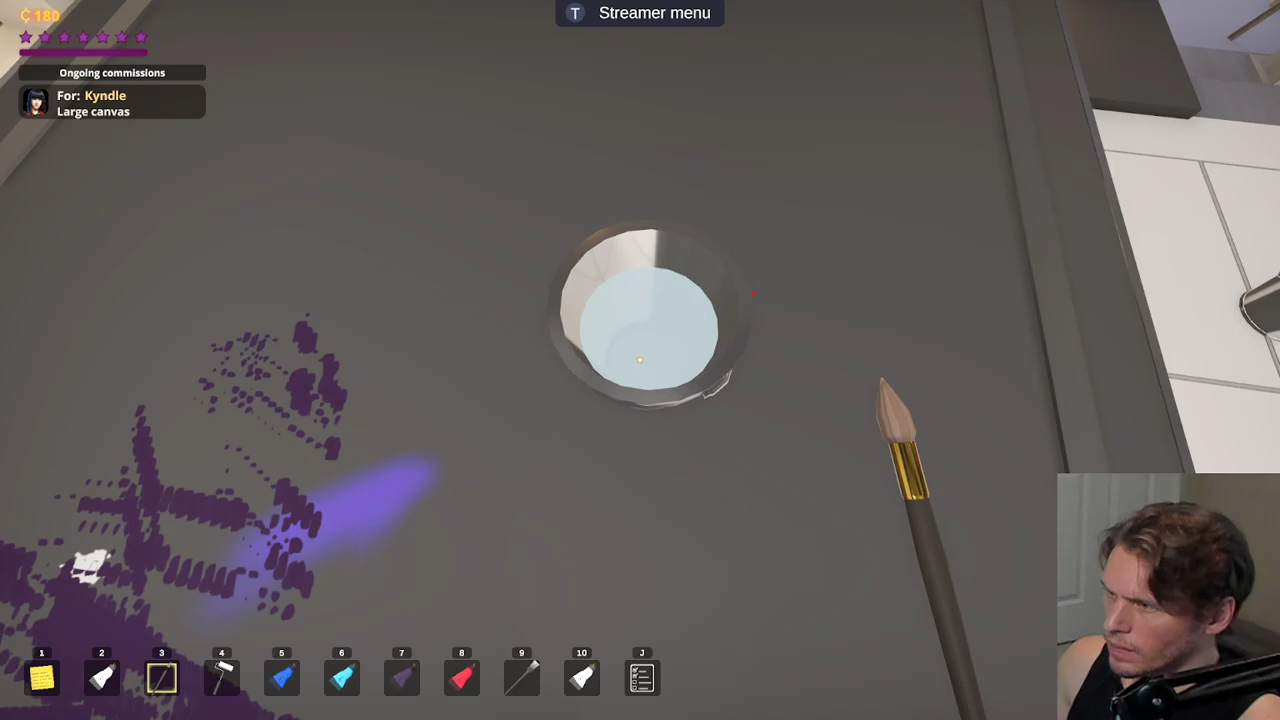 ₵ 180
T Streamer menu
Ongoing commissions
For: Kyndle
Large canvas
1 2 3 4 5 6 7 8 9 10 J